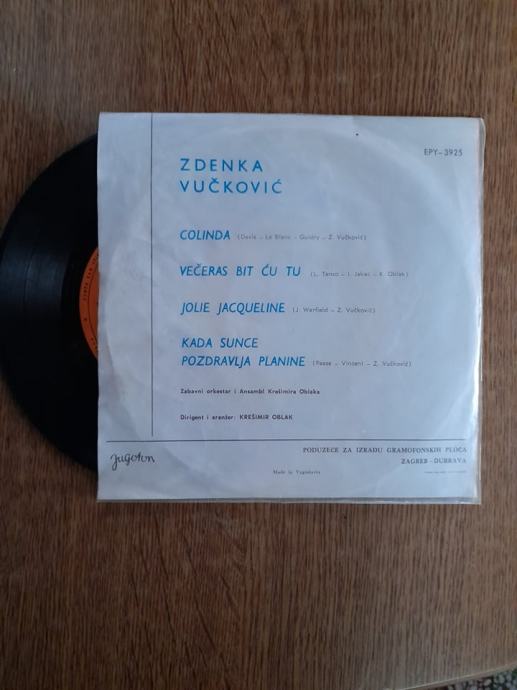 EPY-3925
ZDENKA
VUČKOVIĆ
COLINDA (Davis - Le Blanc - Guidry - Z. Vučković)
VEČERAS BIT ĆU TU (L. Tenco - I. Jakac - K. Oblak)
JOLIE JACQUELINE (J. Warfield - Z. Vučković)
KADA SUNCE
POZDRAVLJA PLANINE (Peese - Vincent - Z. Vučković)
Zabavni orkestar i Ansambl Krešimira Oblaka
Dirigent i aranžer: KREŠIMIR OBLAK
Jugoton
PODUZEĆE ZA IZRADU GRAMOFONSKIH PLOČA
ZAGREB - DUBRAVA
Made in Yugoslavia